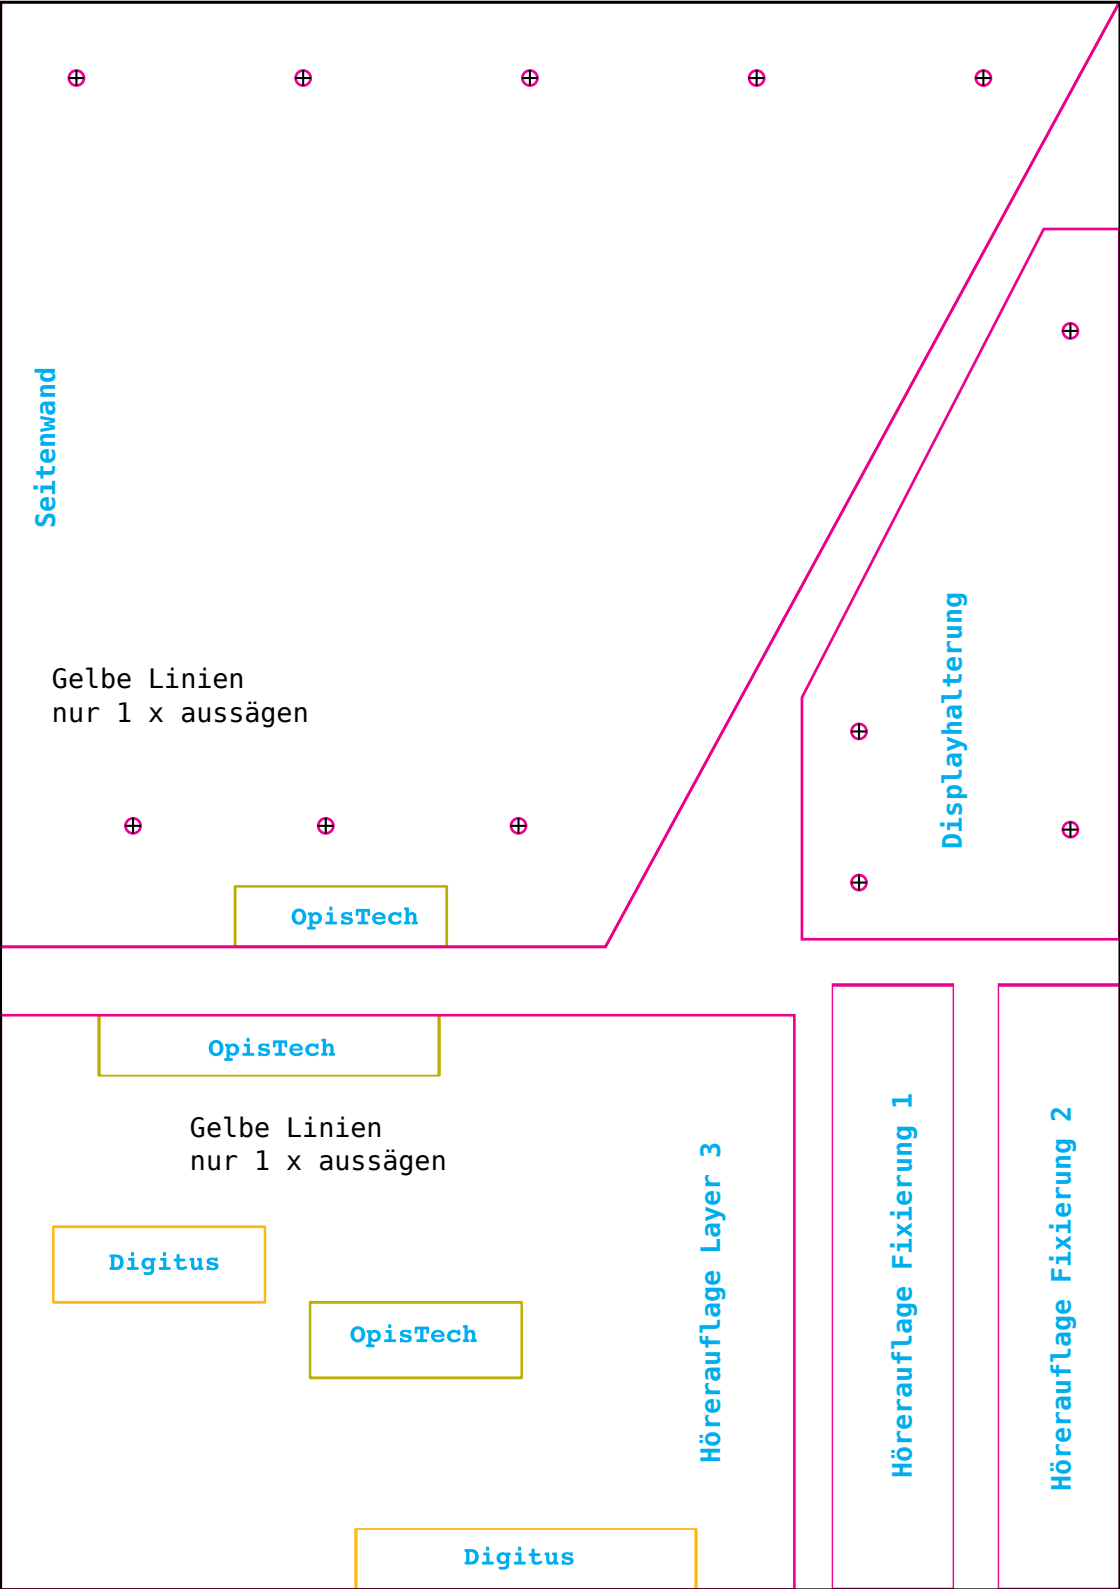 Seitenwand
Gelbe Linien
nur 1 x aussägen
Displayhalterung
OpisTech
OpisTech
Gelbe Linien
nur 1 x aussägen
Digitus
OpisTech
Digitus
Hörerauflage Layer 3
Hörerauflage Fixierung 1
Hörerauflage Fixierung 2